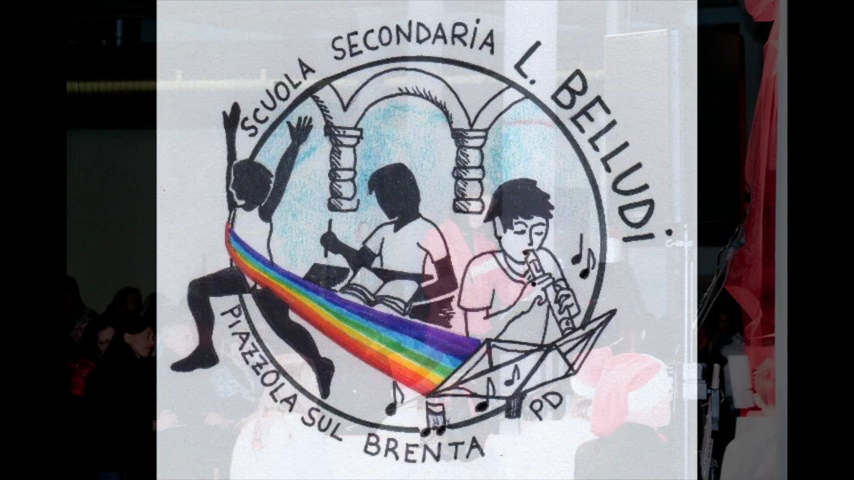 SCUOLA SECONDARIA L. BELLUDI
PIAZZOLA SUL BRENTA PD